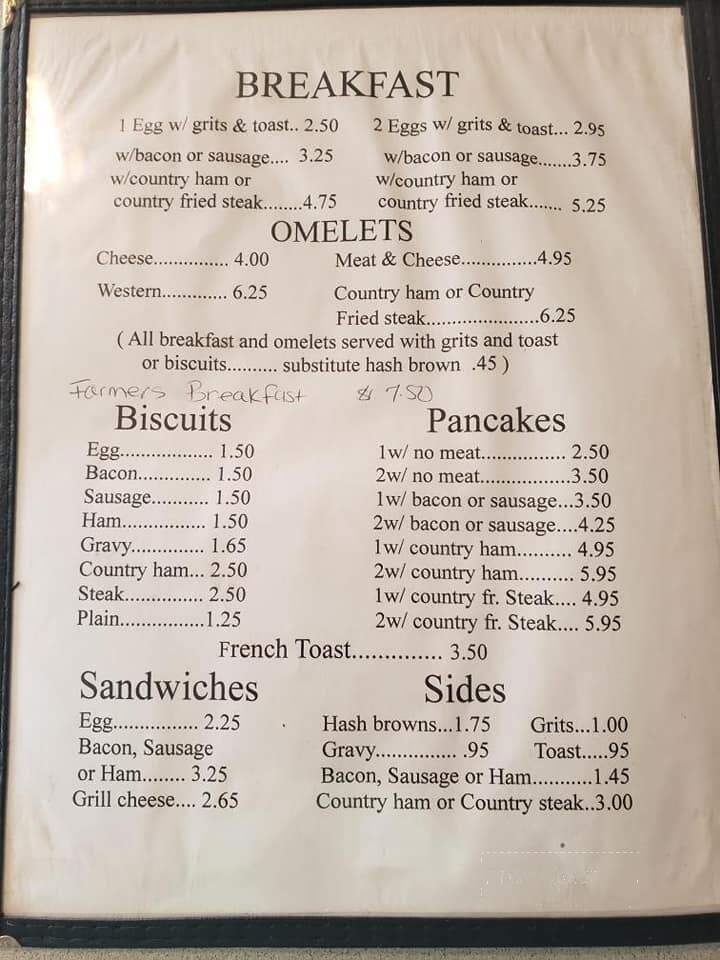 BREAKFAST
1 Egg w/ grits & toast.. 2.50 2 Eggs w/ grits & toast... 2.95
w/bacon or sausage.... 3.25 w/bacon or sausage.......3.75
w/country ham or w/country ham or
country fried steak........4.75 country fried steak....... 5.25
OMELETS
Cheese............... 4.00 Meat & Cheese...............4.95
Western............. 6.25 Country ham or Country
Fried steak......................6.25
( All breakfast and omelets served with grits and toast
or biscuits.......... substitute hash brown .45 )
Farmers Breakfast $ 7.50
Biscuits
Egg................... 1.50
Bacon............... 1.50
Sausage........... 1.50
Ham................. 1.50
Gravy............... 1.65
Country ham... 2.50
Steak................ 2.50
Plain.................1.25
Pancakes
1w/ no meat................. 2.50
2w/ no meat..................3.50
1w/ bacon or sausage...3.50
2w/ bacon or sausage....4.25
1w/ country ham........... 4.95
2w/ country ham........... 5.95
1w/ country fr. Steak.... 4.95
2w/ country fr. Steak.... 5.95
French Toast.............. 3.50
Sandwiches
Egg................. 2.25
Bacon, Sausage
or Ham........ 3.25
Grill cheese.... 2.65
Sides
Hash browns...1.75 Grits...1.00
Gravy................ .95 Toast.....95
Bacon, Sausage or Ham...........1.45
Country ham or Country steak..3.00